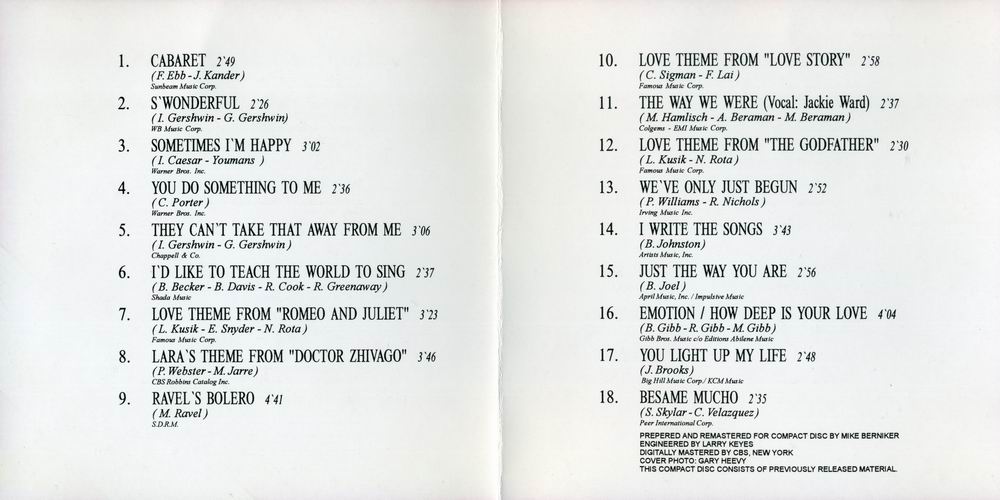 1. CABARET 2'49
(F. Ebb - J. Kander)
Sunbeam Music Corp.
2. S`WONDERFUL 2'26
(I. Gershwin - G. Gershwin)
WB Music Corp.
3. SOMETIMES I`M HAPPY 3'02
(I. Caesar - Youmans )
Warner Bros. Inc.
4. YOU DO SOMETHING TO ME 2'36
(C. Porter)
Warner Bros. Inc.
5. THEY CAN`T TAKE THAT AWAY FROM ME 3'06
(I. Gershwin - G. Gershwin)
Chappell & Co.
6. I`D LIKE TO TEACH THE WORLD TO SING 2'37
(B. Becker - B. Davis - R. Cook - R. Greenaway)
Shada Music
7. LOVE THEME FROM "ROMEO AND JULIET" 3'23
(L. Kusik - E. Snyder - N. Rota)
Famous Music Corp.
8. LARA`S THEME FROM "DOCTOR ZHIVAGO" 3'46
(P. Webster - M. Jarre)
CBS Robbins Catalog Inc.
9. RAVEL`S BOLERO 4'41
(M. Ravel)
S.D.R.M.
10. LOVE THEME FROM "LOVE STORY" 2'58
(C. Sigman - F. Lai)
Famous Music Corp.
11. THE WAY WE WERE (Vocal: Jackie Ward) 2'37
(M. Hamlisch - A. Beraman - M. Beraman)
Colgems - EMI Music Corp.
12. LOVE THEME FROM "THE GODFATHER" 2'30
(L. Kusik - N. Rota)
Famous Music Corp.
13. WE`VE ONLY JUST BEGUN 2'52
(P. Williams - R. Nichols)
Irving Music Inc.
14. I WRITE THE SONGS 3'43
(B. Johnston)
Artists Music, Inc.
15. JUST THE WAY YOU ARE 2'56
(B. Joel)
April Music, Inc. / Impulsive Music
16. EMOTION / HOW DEEP IS YOUR LOVE 4'04
(B. Gibb - R. Gibb - M. Gibb)
Gibb Bros. Music c/o Editions Abilene Music
17. YOU LIGHT UP MY LIFE 2'48
(J. Brooks)
Big Hill Music Corp./ KCM Music
18. BESAME MUCHO 2'35
(S. Skylar - C. Velazquez)
Peer International Corp.
PREPERED AND REMASTERED FOR COMPACT DISC BY MIKE BERNIKER
ENGINEERED BY LARRY KEYES
DIGITALLY MASTERED BY CBS, NEW YORK
COVER PHOTO: GARY HEEVY
THIS COMPACT DISC CONSISTS OF PREVIOUSLY RELEASED MATERIAL.